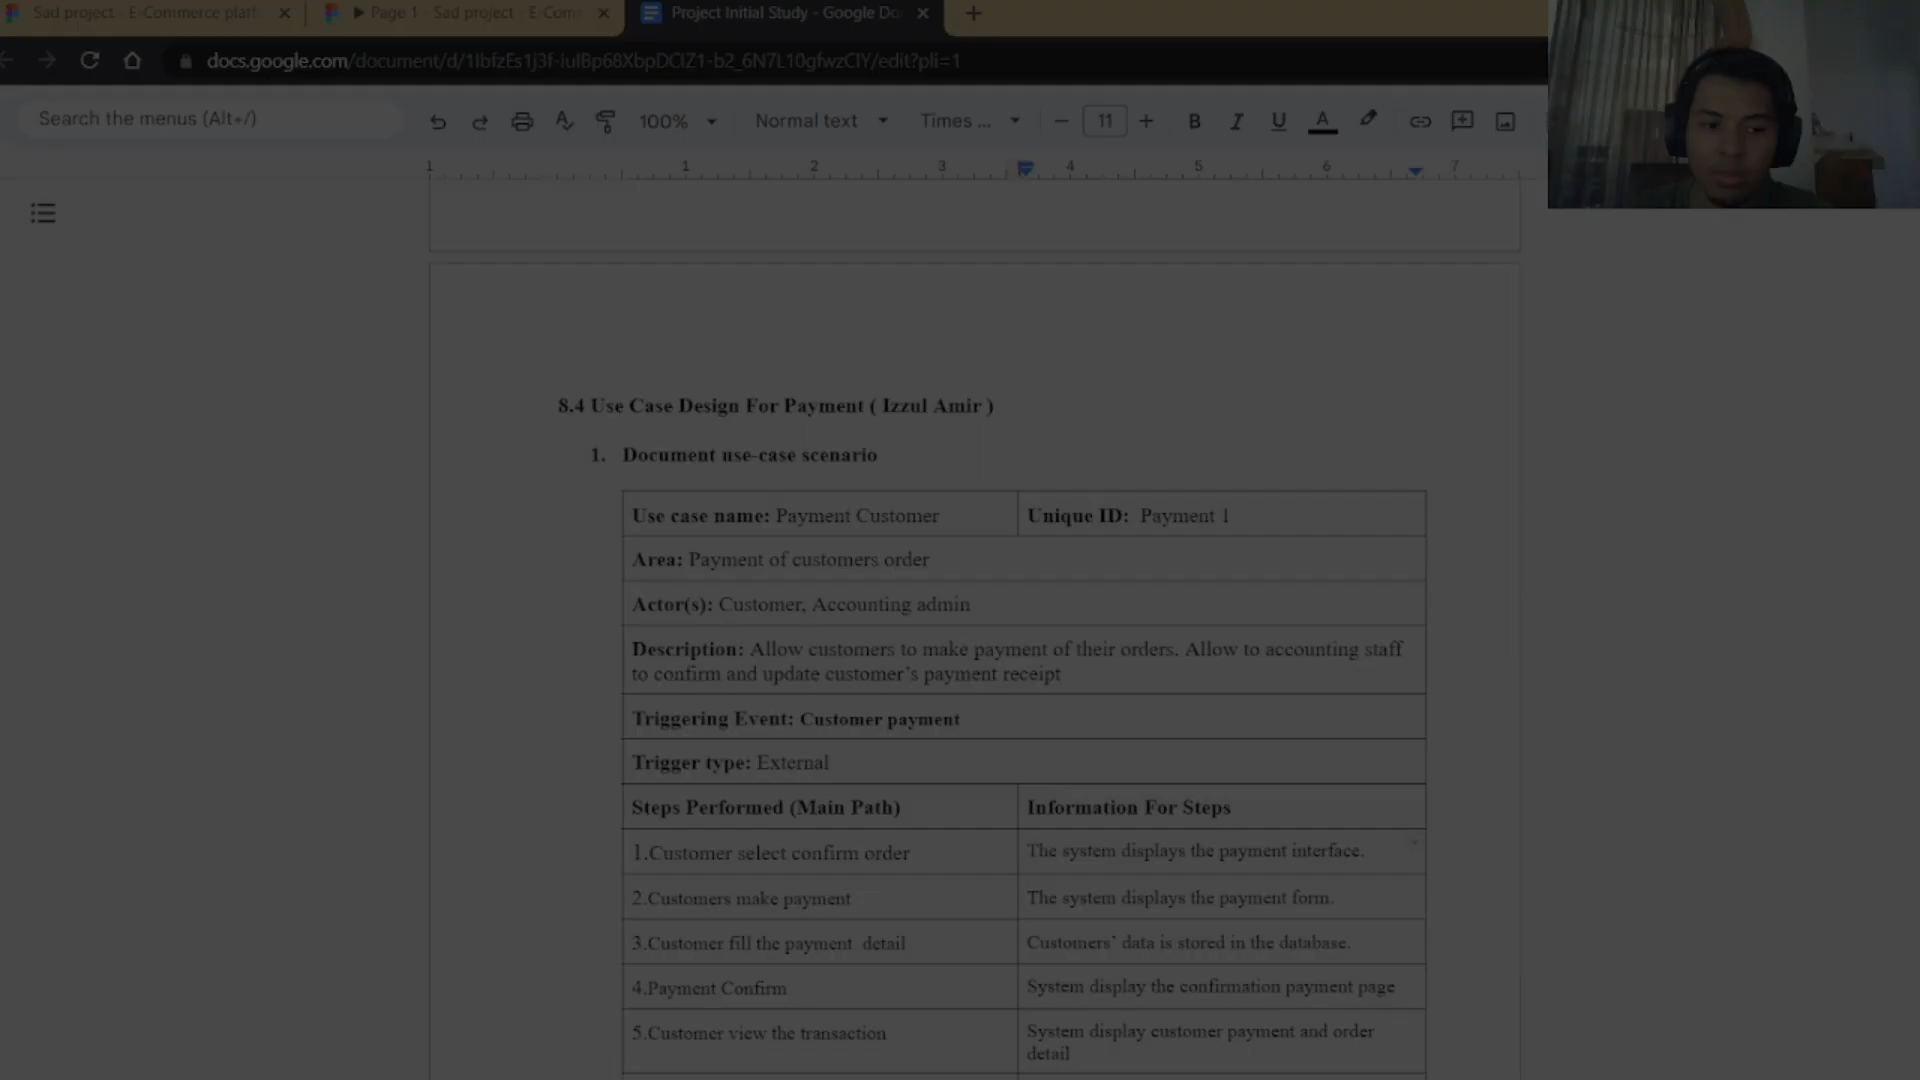 Sad project - E-Commerce platf
Page 1 - Sad project - E-Com
Project Initial Study - Google Do
docs.google.com/document/d/1IbfzEs1j3f-iulBp68XbpDCIZ1-b2_6N7L10gfwzCIY/edit?pli=1
Search the menus (Alt+/)
100% Normal text Times ... 11 B I U A
1 1 2 3 4 5 6 7
8.4 Use Case Design For Payment ( Izzul Amir )
1. Document use-case scenario
Use case name: Payment Customer
Unique ID: Payment 1
Area: Payment of customers order
Actor(s): Customer, Accounting admin
Description: Allow customers to make payment of their orders. Allow to accounting staff
to confirm and update customer’s payment receipt
Triggering Event: Customer payment
Trigger type: External
Steps Performed (Main Path)
Information For Steps
1.Customer select confirm order
The system displays the payment interface.
2.Customers make payment
The system displays the payment form.
3.Customer fill the payment detail
Customers’ data is stored in the database.
4.Payment Confirm
System display the confirmation payment page
5.Customer view the transaction
System display customer payment and order
detail